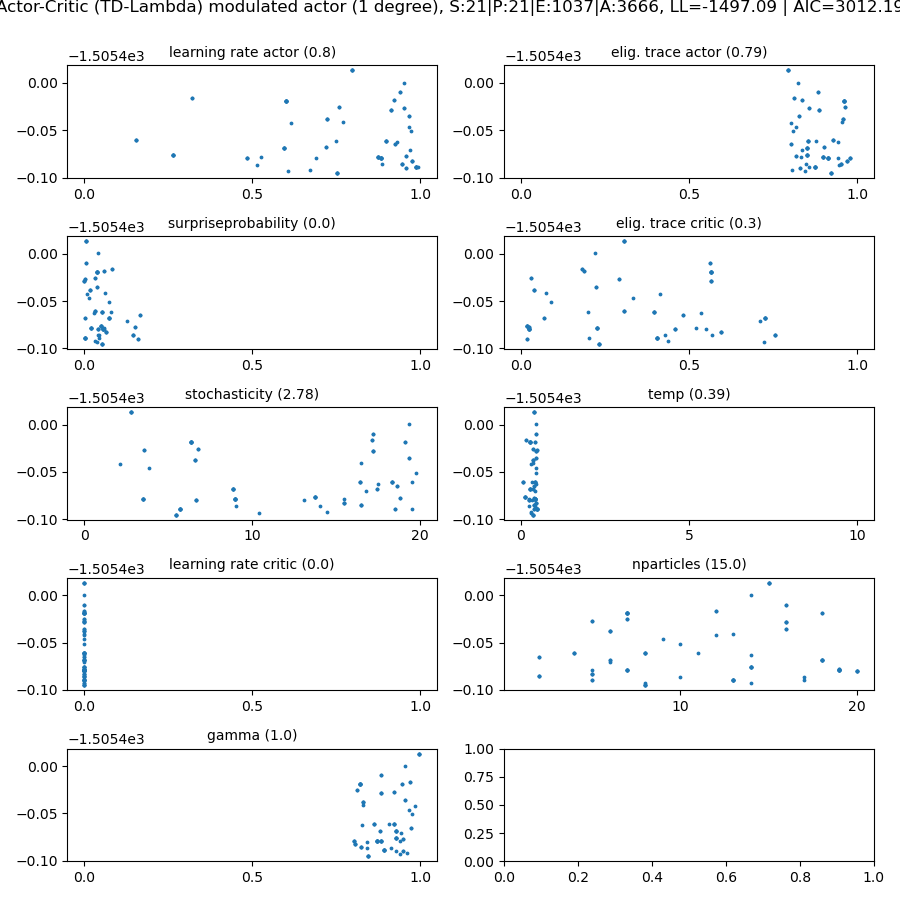 Actor-Critic (TD-Lambda) modulated actor (1 degree), S:21|P:21|E:1037|A:3666, LL=-1497.09 | AIC=3012.19
−1.5054e3 learning rate actor (0.8)
0.00
−0.05
−0.10
0.0 0.5 1.0
−1.5054e3 elig. trace actor (0.79)
0.00
−0.05
−0.10
0.0 0.5 1.0
−1.5054e3 surpriseprobability (0.0)
0.00
−0.05
−0.10
0.0 0.5 1.0
−1.5054e3 elig. trace critic (0.3)
0.00
−0.05
−0.10
0.0 0.5 1.0
−1.5054e3 stochasticity (2.78)
0.00
−0.05
−0.10
0 10 20
−1.5054e3 temp (0.39)
0.00
−0.05
−0.10
0 5 10
−1.5054e3 learning rate critic (0.0)
0.00
−0.05
−0.10
0.0 0.5 1.0
−1.5054e3 nparticles (15.0)
0.00
−0.05
−0.10
10 20
−1.5054e3 gamma (1.0)
0.00
−0.05
−0.10
0.0 0.5 1.0
1.00
0.75
0.50
0.25
0.00
0.0 0.2 0.4 0.6 0.8 1.0